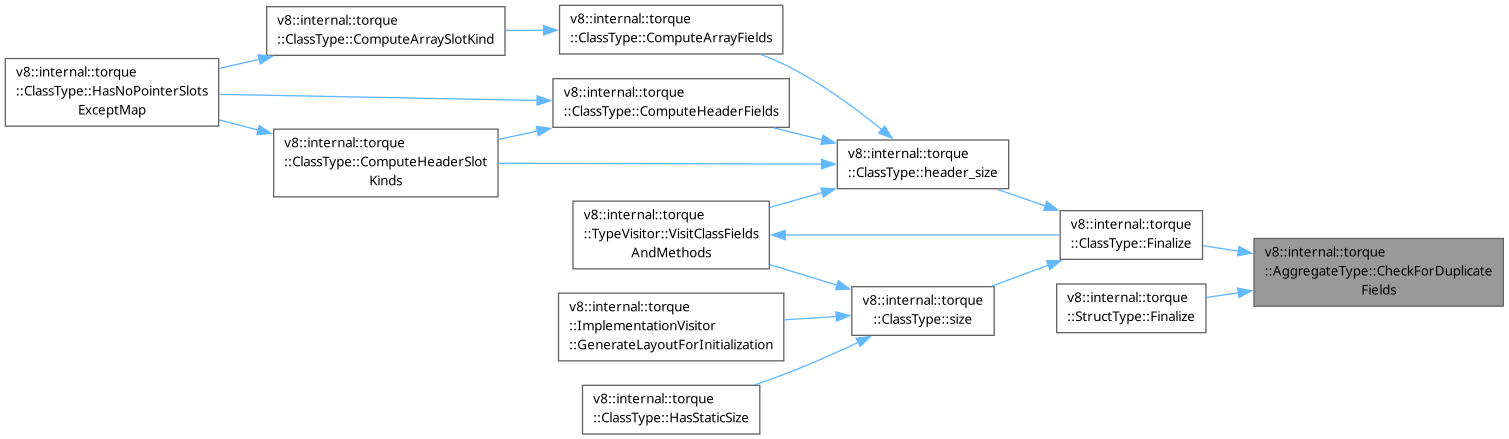 v8::internal::torque
::ClassType::HasNoPointerSlots
ExceptMap
v8::internal::torque
::ClassType::ComputeArraySlotKind
v8::internal::torque
::ClassType::ComputeHeaderSlot
Kinds
v8::internal::torque
::ClassType::ComputeArrayFields
v8::internal::torque
::ClassType::ComputeHeaderFields
v8::internal::torque
::TypeVisitor::VisitClassFields
AndMethods
v8::internal::torque
::ImplementationVisitor
::GenerateLayoutForInitialization
v8::internal::torque
::ClassType::HasStaticSize
v8::internal::torque
::ClassType::header_size
v8::internal::torque
::ClassType::size
v8::internal::torque
::ClassType::Finalize
v8::internal::torque
::StructType::Finalize
v8::internal::torque
::AggregateType::CheckForDuplicate
Fields